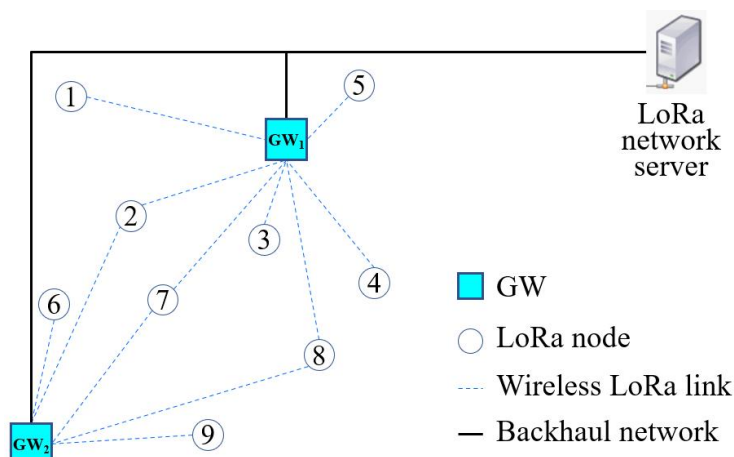 1
5
GW₁
LoRa
network
server
2
3
4
6
7
8
GW₂
9
GW
LoRa node
Wireless LoRa link
Backhaul network